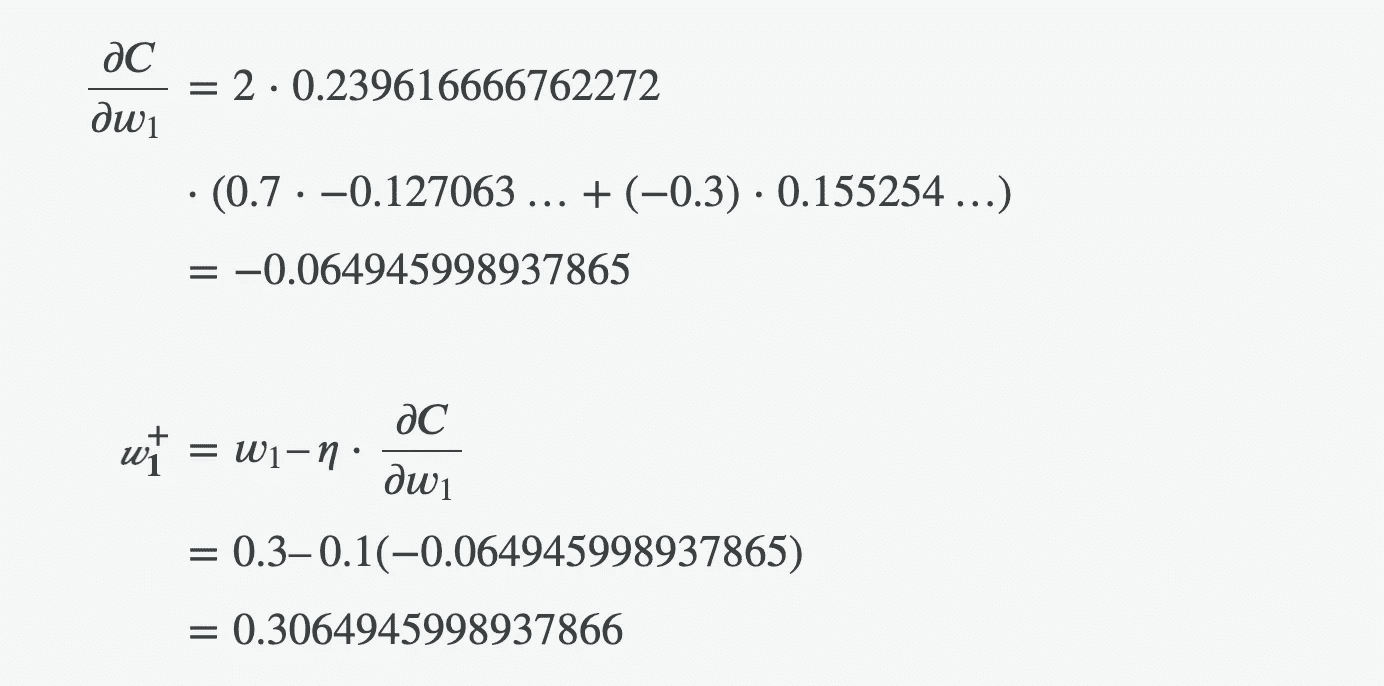 ∂C/∂w₁ = 2 · 0.239616666762272
· (0.7 · −0.127063 … + (−0.3) · 0.155254 …)
= −0.064945998937865
w₁⁺ = w₁– η · ∂C/∂w₁
= 0.3– 0.1(−0.064945998937865)
= 0.3064945998937866